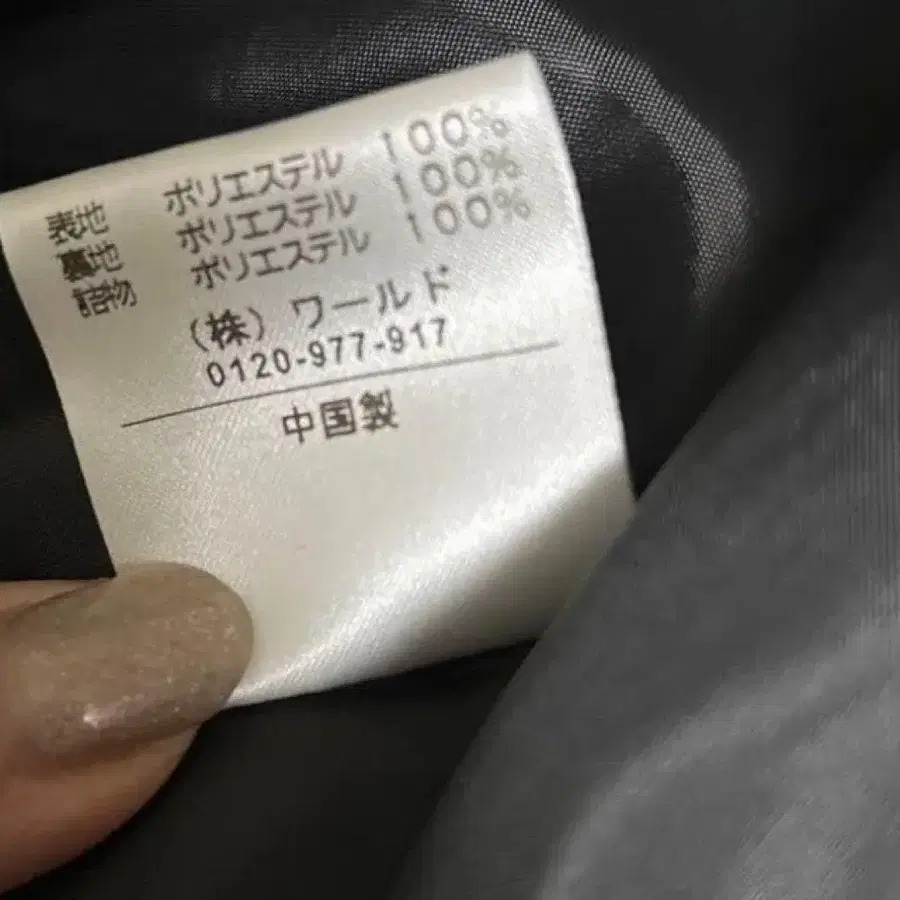 表地 ポリエステル 100%
裏地 ポリエステル 100%
詰物 ポリエステル 100%
(株) ワールド
0120-977-917
中国製